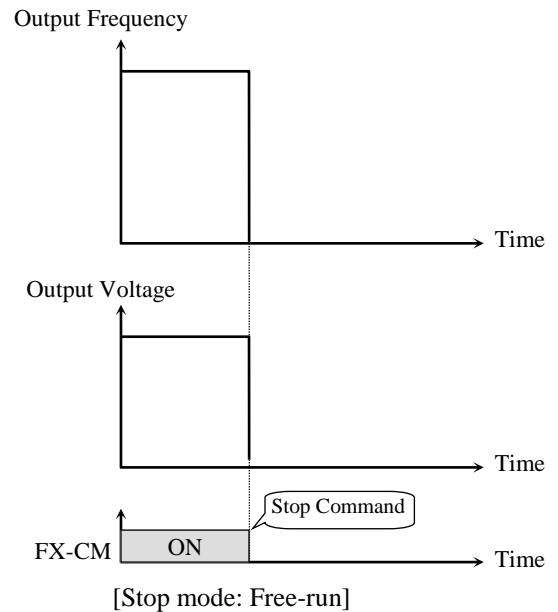 Output Frequency
Time
Output Voltage
Time
Stop Command
FX-CM
ON
Time
[Stop mode: Free-run]